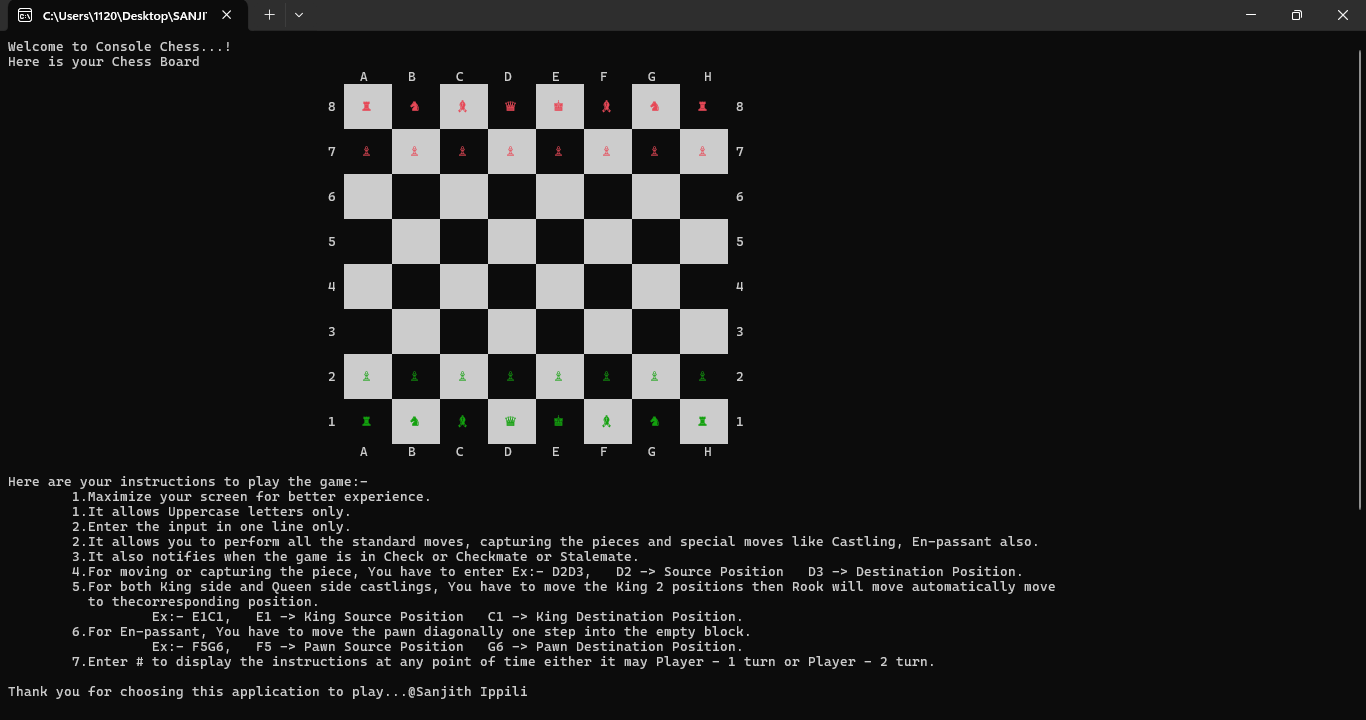 C:\Users\1120\Desktop\SANJI
Welcome to Console Chess...!
Here is your Chess Board
A B C D E F G H
8 8
7 7
6 6
5 5
4 4
3 3
2 2
1 1
A B C D E F G H
Here are your instructions to play the game:-
1.Maximize your screen for better experience.
1.It allows Uppercase letters only.
2.Enter the input in one line only.
2.It allows you to perform all the standard moves, capturing the pieces and special moves like Castling, En-passant also.
3.It also notifies when the game is in Check or Checkmate or Stalemate.
4.For moving or capturing the piece, You have to enter Ex:- D2D3, D2 -> Source Position D3 -> Destination Position.
5.For both King side and Queen side castlings, You have to move the King 2 positions then Rook will move automatically move
to thecorresponding position.
Ex:- E1C1, E1 -> King Source Position C1 -> King Destination Position.
6.For En-passant, You have to move the pawn diagonally one step into the empty block.
Ex:- F5G6, F5 -> Pawn Source Position G6 -> Pawn Destination Position.
7.Enter # to display the instructions at any point of time either it may Player - 1 turn or Player - 2 turn.
Thank you for choosing this application to play...@Sanjith Ippili